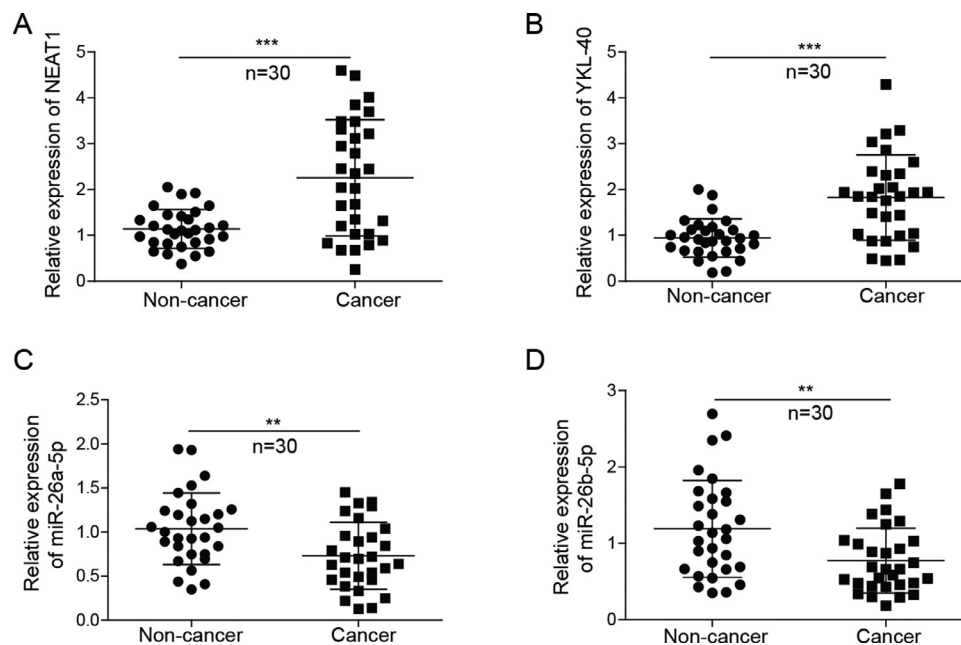 A
Relative expression of NEAT1
5
4
3
2
1
0
***
n=30
Non-cancer
Cancer
B
Relative expression of YKL-40
5
4
3
2
1
0
***
n=30
Non-cancer
Cancer
C
Relative expression
of miR-26a-5p
2.5
2.0
1.5
1.0
0.5
0.0
**
n=30
Non-cancer
Cancer
D
Relative expression
of miR-26b-5p
3
2
1
0
**
n=30
Non-cancer
Cancer